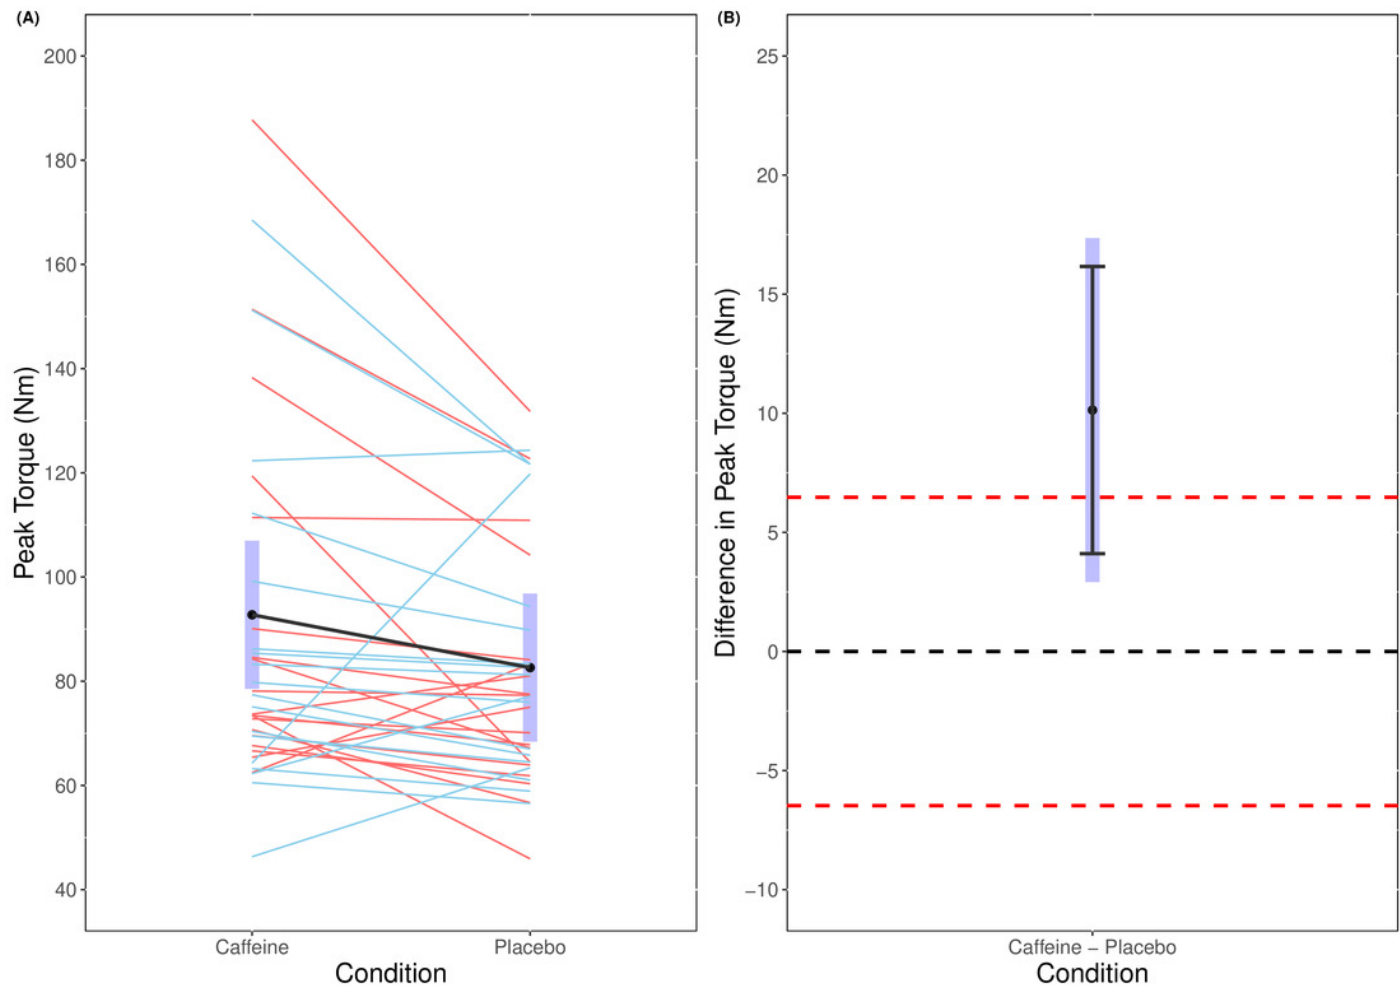 (A)
Peak Torque (Nm)
200
180
160
140
120
100
80
60
40
Caffeine
Placebo
Condition
(B)
Difference in Peak Torque (Nm)
25
20
15
10
5
0
−5
−10
Caffeine − Placebo
Condition